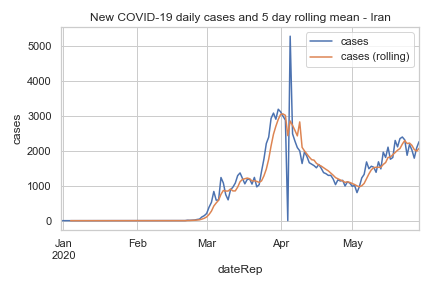 New COVID-19 daily cases and 5 day rolling mean - Iran
cases
cases (rolling)
cases
5000
4000
3000
2000
1000
0
Jan Feb Mar Apr May
2020
dateRep